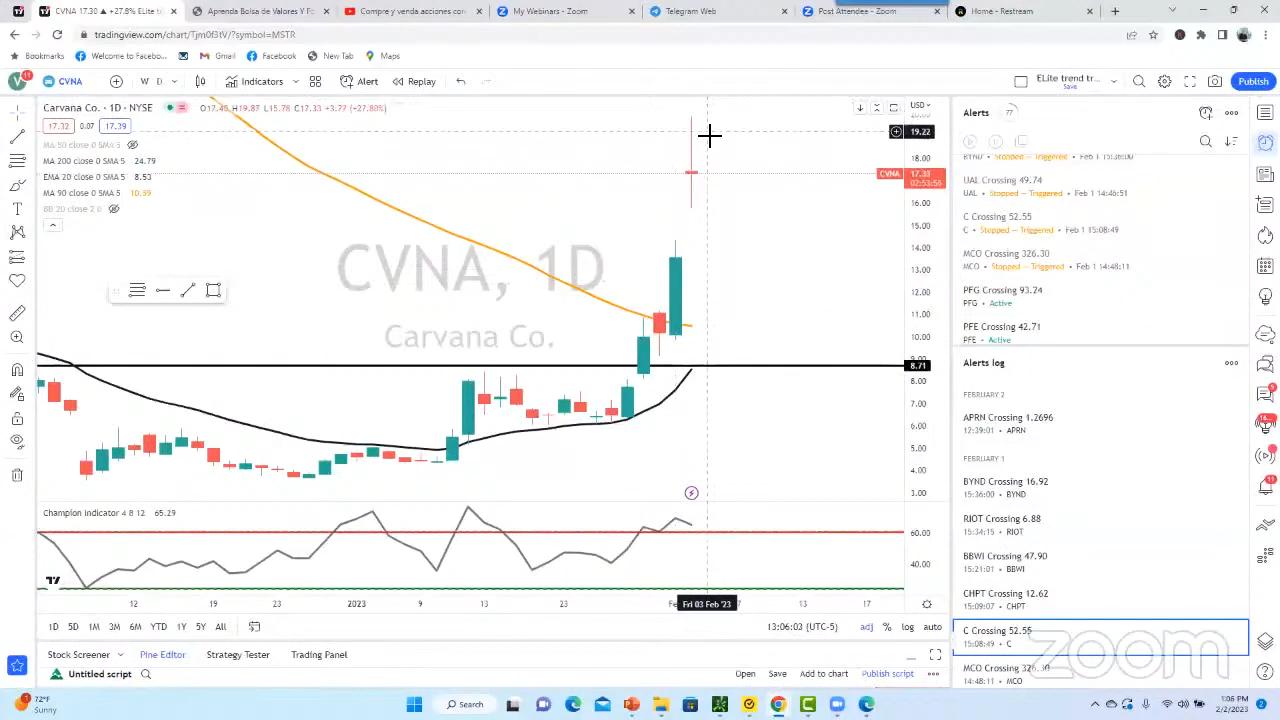 CVNA 17.30 ▲ +27.8% Elite t
Aprenda Bolsa de Valores Y F
Compre y venda acciones con
My Webinars - Zoom
Telegram Web
Post Attendee - Zoom
Home - Restream
tradingview.com/chart/Tjm0f3tV/?symbol=MSTR
Bookmarks
Welcome to Facebo...
Gmail
Facebook
New Tab
Maps
V 11
CVNA
W D
Indicators
Alert
Replay
ELite trend tr...
Save
Publish
Carvana Co. · 1D · NYSE
H19.87 L15.78 C17.33 +3.77 (+27.80%)
17.32 0.07 17.39
MA 50 close 0 SMA 5
MA 200 close 0 SMA 5 24.79
EMA 20 close 0 SMA 5 8.53
MA 90 close 0 SMA 5 10.59
BB 20 close 2 0
USD
20.00
19.22
18.00
CVNA 17.33
02:53:56
16.00
15.00
14.00
13.00
12.00
11.00
10.00
9.00
8.71
8.00
7.00
6.00
5.00
4.00
3.00
CVNA, 1D
Carvana Co.
Champion Indicator 4 8 12 65.29
60.00
40.00
12
19
23
2023
9
13
23
Fri 03 Feb '23
13
17
1D 5D 1M 3M 6M YTD 1Y 5Y All
13:06:03 (UTC-5)
adj % log auto
Stock Screener
Pine Editor
Strategy Tester
Trading Panel
Untitled script
Open
Save
Add to chart
Publish script
Alerts 77
BYND • Stopped — Triggered • Feb 1 15:36:00
UAL Crossing 49.74
UAL • Stopped — Triggered • Feb 1 14:46:51
C Crossing 52.55
C • Stopped — Triggered • Feb 1 15:08:49
MCO Crossing 326.30
MCO • Stopped — Triggered • Feb 1 14:48:11
PFG Crossing 93.24
PFG • Active
PFE Crossing 42.71
PFE • Active
Alerts log
FEBRUARY 2
APRN Crossing 1.2696
12:39:01 • APRN
FEBRUARY 1
BYND Crossing 16.92
15:36:00 • BYND
RIOT Crossing 6.88
15:34:15 • RIOT
BBWI Crossing 47.90
15:21:01 • BBWI
CHPT Crossing 12.62
15:09:07 • CHPT
C Crossing 52.55
15:08:49 • C
MCO Crossing 326.30
14:48:11 • MCO
zoom
72°F
Sunny
Search
1:06 PM
2/2/2023